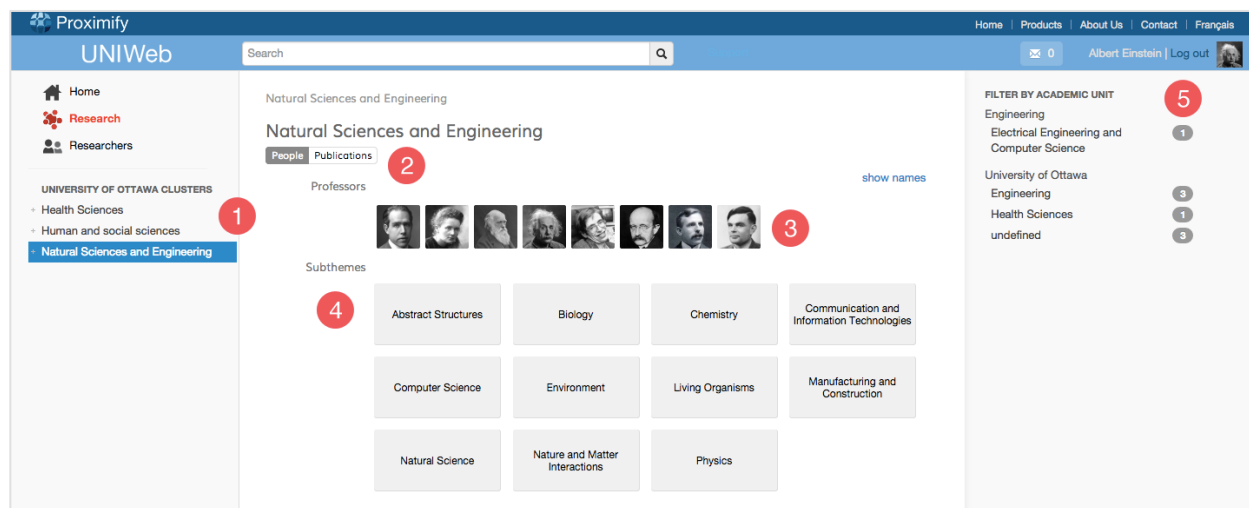 Proximify
Home | Products | About Us | Contact | Français
UNIWeb
Search
0
Albert Einstein | Log out
Home
Research
Researchers
UNIVERSITY OF OTTAWA CLUSTERS
+ Health Sciences
+ Human and social sciences
+ Natural Sciences and Engineering
1
Natural Sciences and Engineering
Natural Sciences and Engineering
People Publications
2
show names
Professors
3
Subthemes
4
Abstract Structures
Biology
Chemistry
Communication and
Information Technologies
Computer Science
Environment
Living Organisms
Manufacturing and
Construction
Natural Science
Nature and Matter
Interactions
Physics
FILTER BY ACADEMIC UNIT
5
Engineering
Electrical Engineering and
Computer Science
1
University of Ottawa
Engineering 3
Health Sciences 1
undefined 3